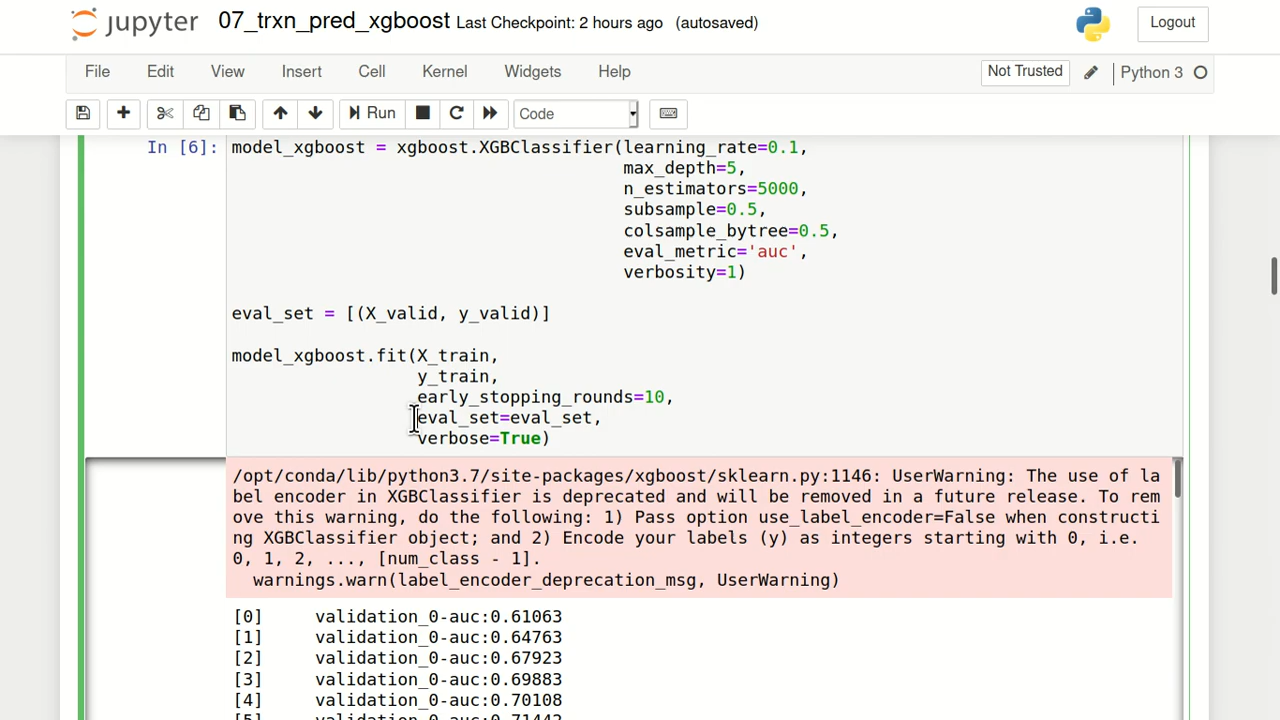 jupyter 07_trxn_pred_xgboost Last Checkpoint: 2 hours ago (autosaved) Logout
File Edit View Insert Cell Kernel Widgets Help Not Trusted Python 3
Run Code
In [6]: model_xgboost = xgboost.XGBClassifier(learning_rate=0.1,
max_depth=5,
n_estimators=5000,
subsample=0.5,
colsample_bytree=0.5,
eval_metric='auc',
verbosity=1)
eval_set = [(X_valid, y_valid)]
model_xgboost.fit(X_train,
y_train,
early_stopping_rounds=10,
eval_set=eval_set,
verbose=True)
/opt/conda/lib/python3.7/site-packages/xgboost/sklearn.py:1146: UserWarning: The use of la
bel encoder in XGBClassifier is deprecated and will be removed in a future release. To rem
ove this warning, do the following: 1) Pass option use_label_encoder=False when constructi
ng XGBClassifier object; and 2) Encode your labels (y) as integers starting with 0, i.e.
0, 1, 2, ..., [num_class - 1].
warnings.warn(label_encoder_deprecation_msg, UserWarning)
[0] validation_0-auc:0.61063
[1] validation_0-auc:0.64763
[2] validation_0-auc:0.67923
[3] validation_0-auc:0.69883
[4] validation_0-auc:0.70108
[5] validation_0-auc:0.71442